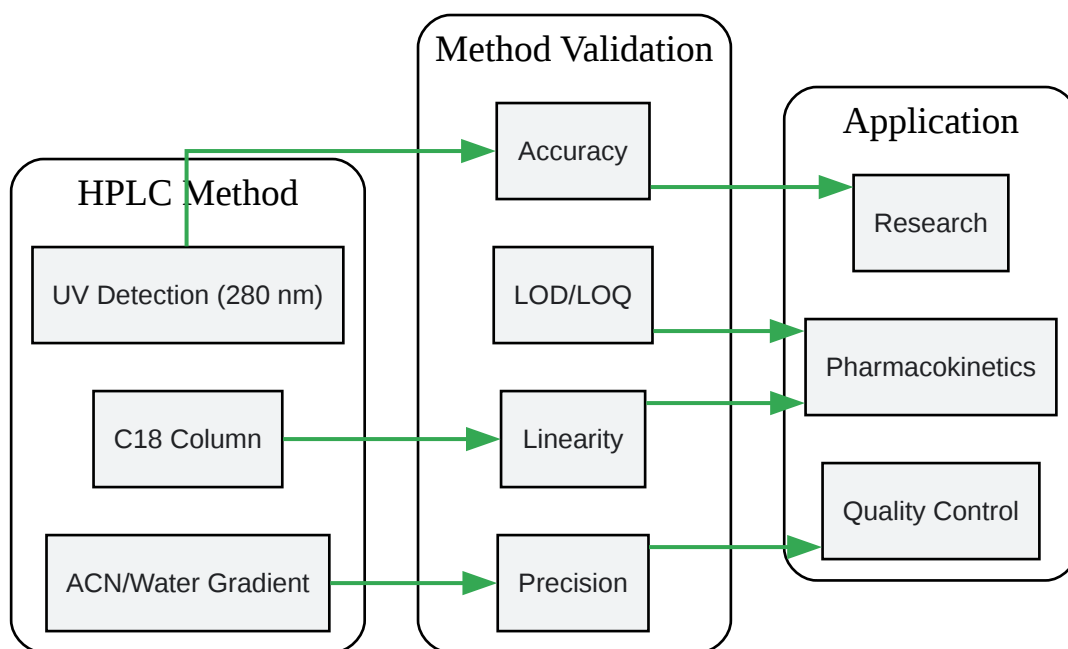 HPLC Method
UV Detection (280 nm)
C18 Column
ACN/Water Gradient
Method Validation
Accuracy
LOD/LOQ
Linearity
Precision
Application
Research
Pharmacokinetics
Quality Control